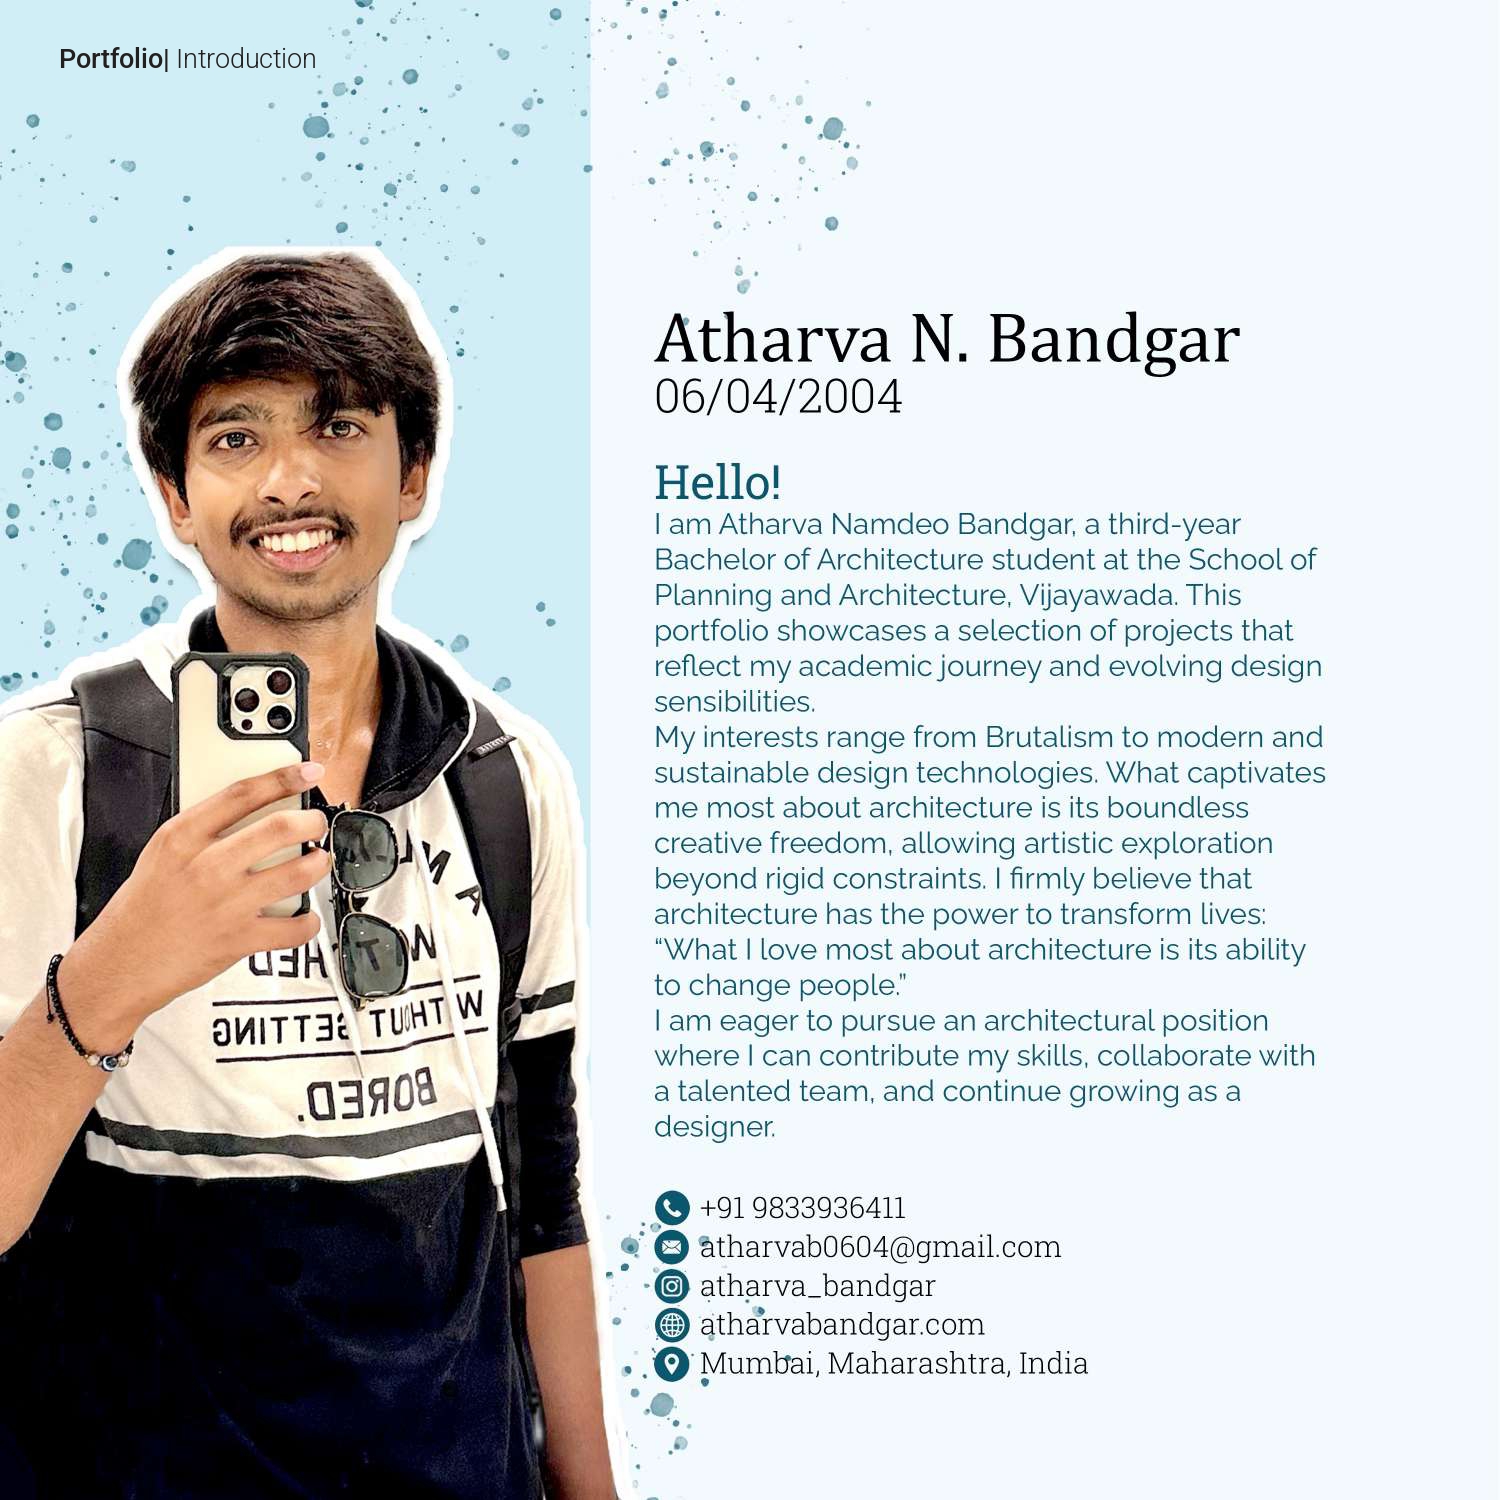 Portfolio| Introduction
Atharva N. Bandgar
06/04/2004
Hello!
I am Atharva Namdeo Bandgar, a third-year
Bachelor of Architecture student at the School of
Planning and Architecture, Vijayawada. This
portfolio showcases a selection of projects that
reflect my academic journey and evolving design
sensibilities.
My interests range from Brutalism to modern and
sustainable design technologies. What captivates
me most about architecture is its boundless
creative freedom, allowing artistic exploration
beyond rigid constraints. I firmly believe that
architecture has the power to transform lives:
“What I love most about architecture is its ability
to change people.”
I am eager to pursue an architectural position
where I can contribute my skills, collaborate with
a talented team, and continue growing as a
designer.
+91 9833936411
atharvab0604@gmail.com
atharva_bandgar
atharvabandgar.com
Mumbai, Maharashtra, India
WITHOUT GETTING
BORED.